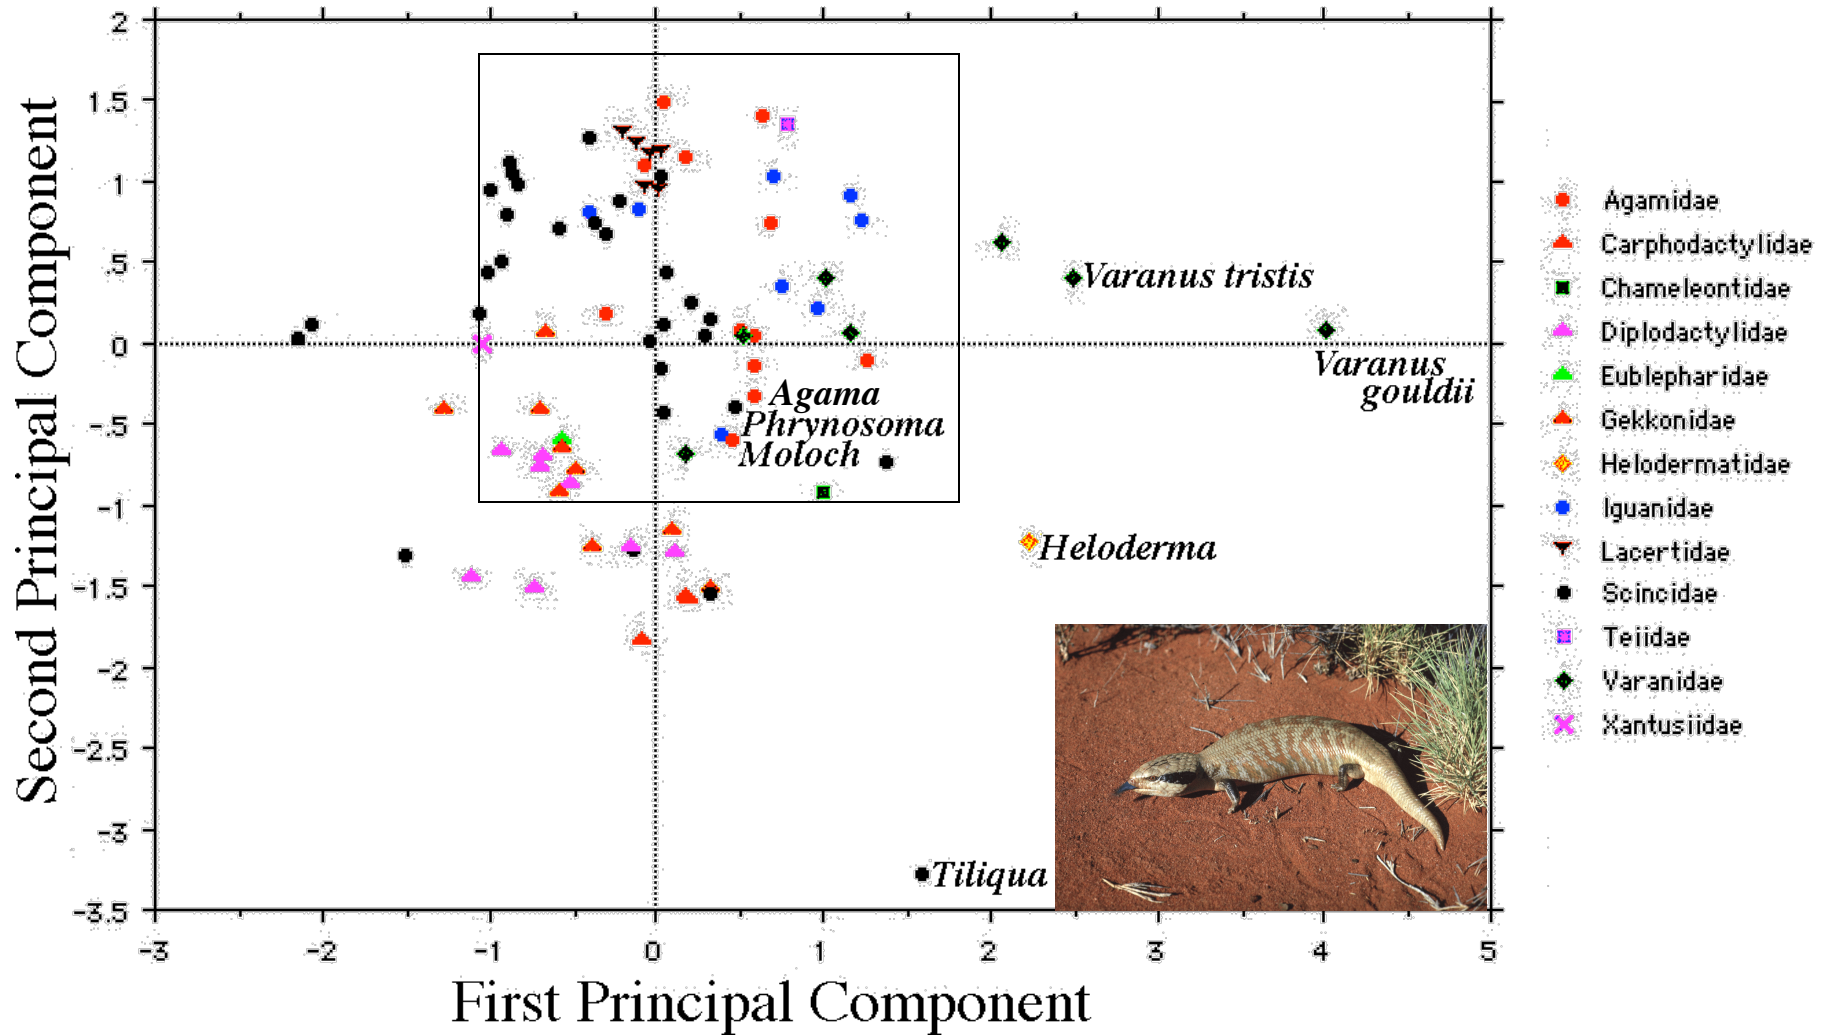 Second Principal Component
2
1.5
1
.5
0
-.5
-1
-1.5
-2
-2.5
-3
-3.5
Varanus tristis
Varanus
gouldii
Agama
Phrynosoma
Moloch
Heloderma
Tiliqua
-3 -2 -1 0 1 2 3 4 5
First Principal Component
Agamidae
Carphodactylidae
Chameleontidae
Diplodactylidae
Eublepharidae
Gekkonidae
Helodermatidae
Iguanidae
Lacertidae
Scincidae
Teiidae
Varanidae
Xantusiidae